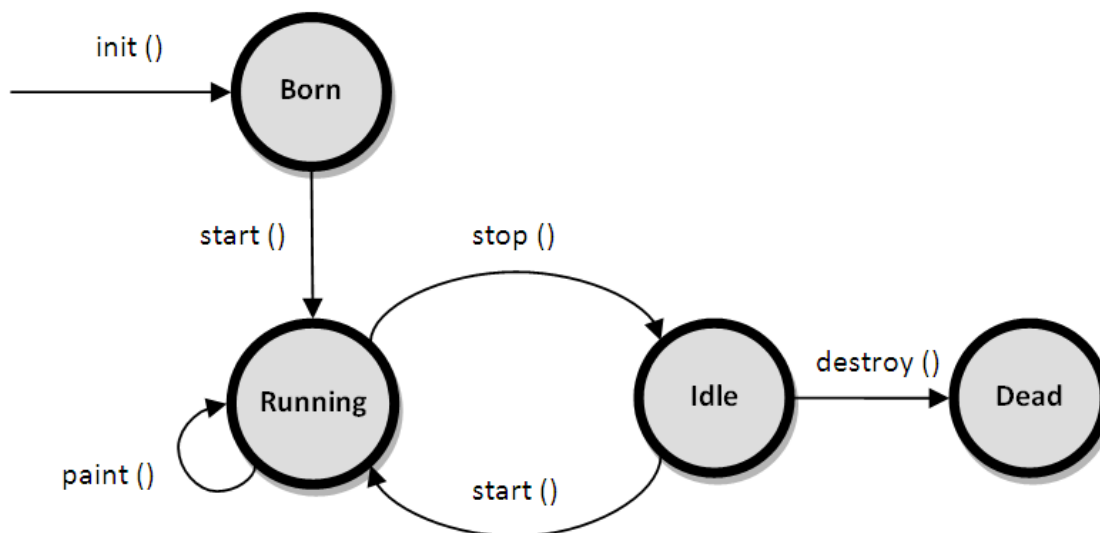 init ()
Born
start ()
stop ()
Running
Idle
destroy ()
Dead
paint ()
start ()